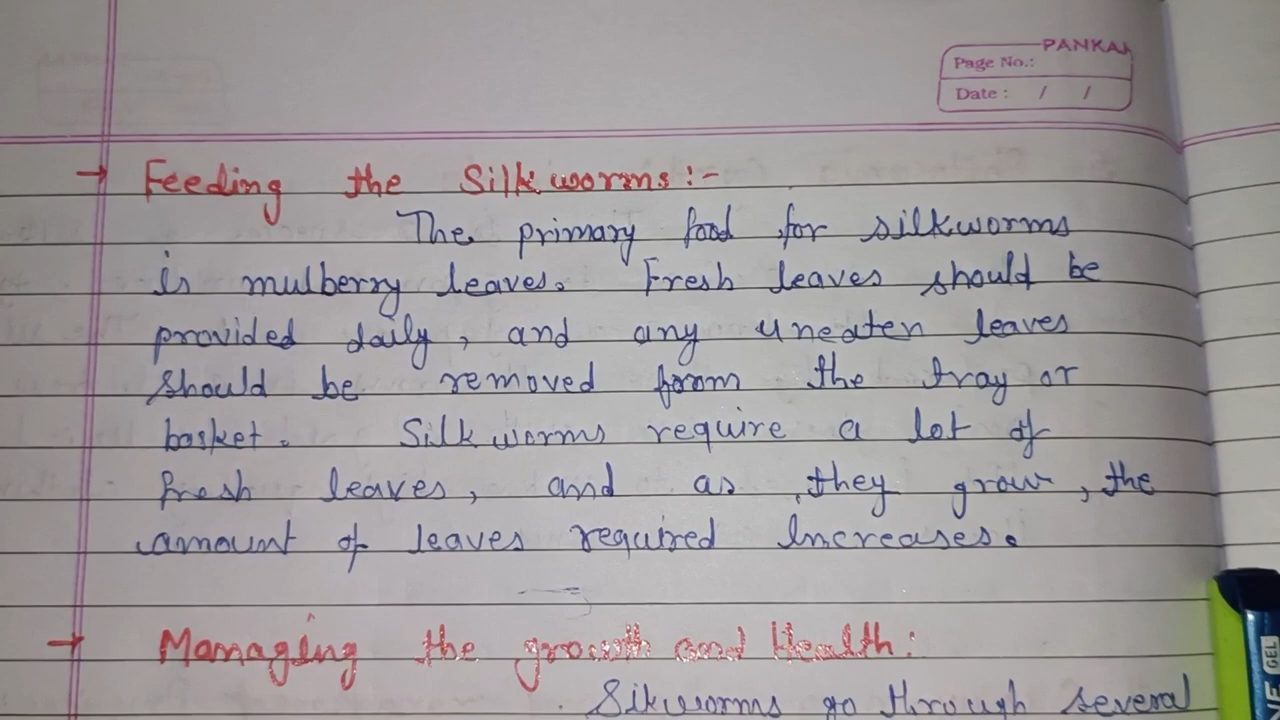 PANKAJ
Page No.:
Date : / /
→ Feeding the Silkworms:-
The primary food for silkworms
is mulberry leaves. Fresh leaves should be
provided daily, and any uneaten leaves
should be removed from the tray or
basket. Silkworms require a lot of
fresh leaves, and as they grow, the
amount of leaves required Increases.
→ Managing the growth and Health:
Silkworms go through several
GEL